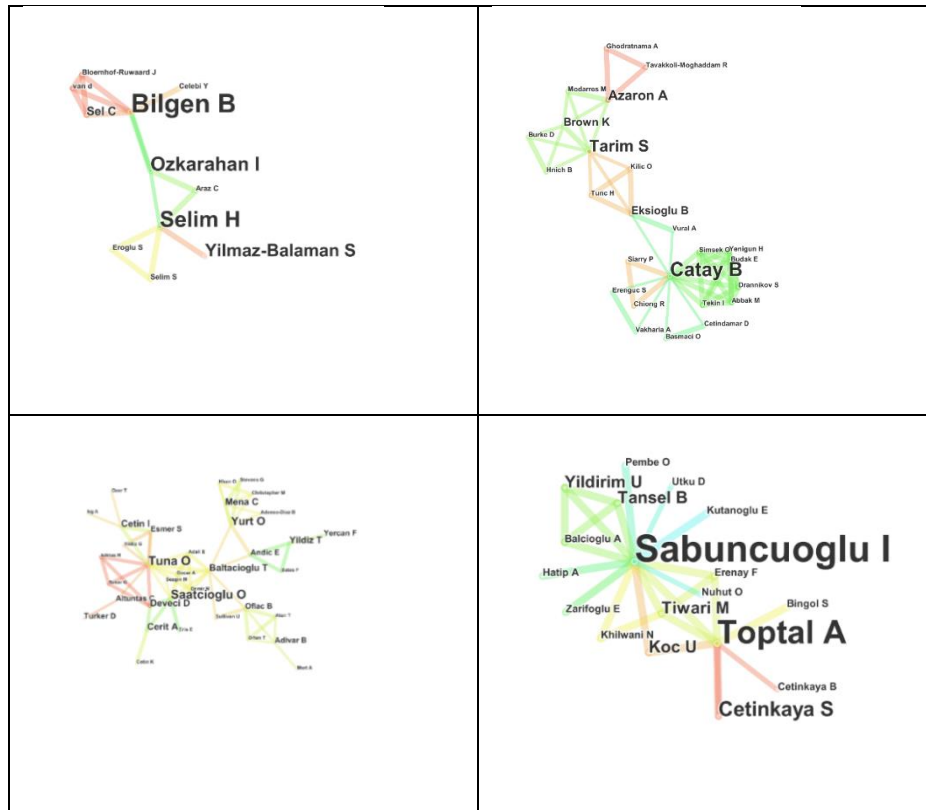 Bloemhof-Ruwaard J
van d
Celebi Y
Bilgen B
Sel C
Ozkarahan I
Araz C
Selim H
Eroglu S
Yilmaz-Balaman S
Selim S
Ghodratnama A
Tavakkoli-Moghaddam R
Modarres M
Azaron A
Brown K
Burke D
Tarim S
Hnich B
Kilic O
Tunc H
Eksioglu B
Vural A
Simsek O
Yenigun H
Siarry P
Budak E
Catay B
Drannikov S
Erenguc S
Chiong R
Tekin I
Abbak M
Vakharia A
Cetindamar D
Basmaci O
Mena C
Yurt O
Cetin I
Esmer S
Andic E
Yildiz T
Yercan F
Tuna O
Baltacioglu T
Saatcioglu O
Altuntas C
Deveci D
Turker D
Oflac B
Cerit A
Adivar B
Pembe O
Yildirim U
Utku D
Tansel B
Kutanoglu E
Balcioglu A
Sabuncuoglu I
Hatip A
Erenay F
Nuhut O
Zarifoglu E
Tiwari M
Bingol S
Toptal A
Khilwani N
Koc U
Cetinkaya B
Cetinkaya S